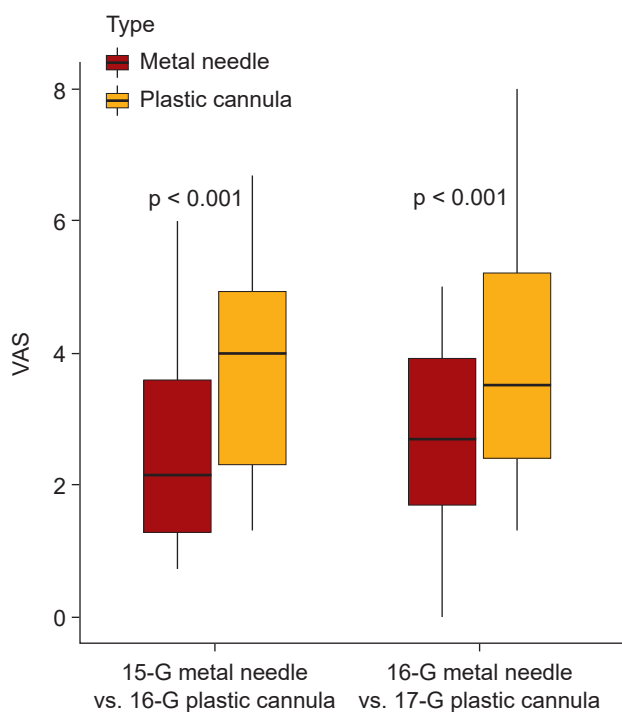 Type
Metal needle
Plastic cannula
8
6
4
2
0
VAS
p < 0.001
p < 0.001
15-G metal needle
vs. 16-G plastic cannula
16-G metal needle
vs. 17-G plastic cannula